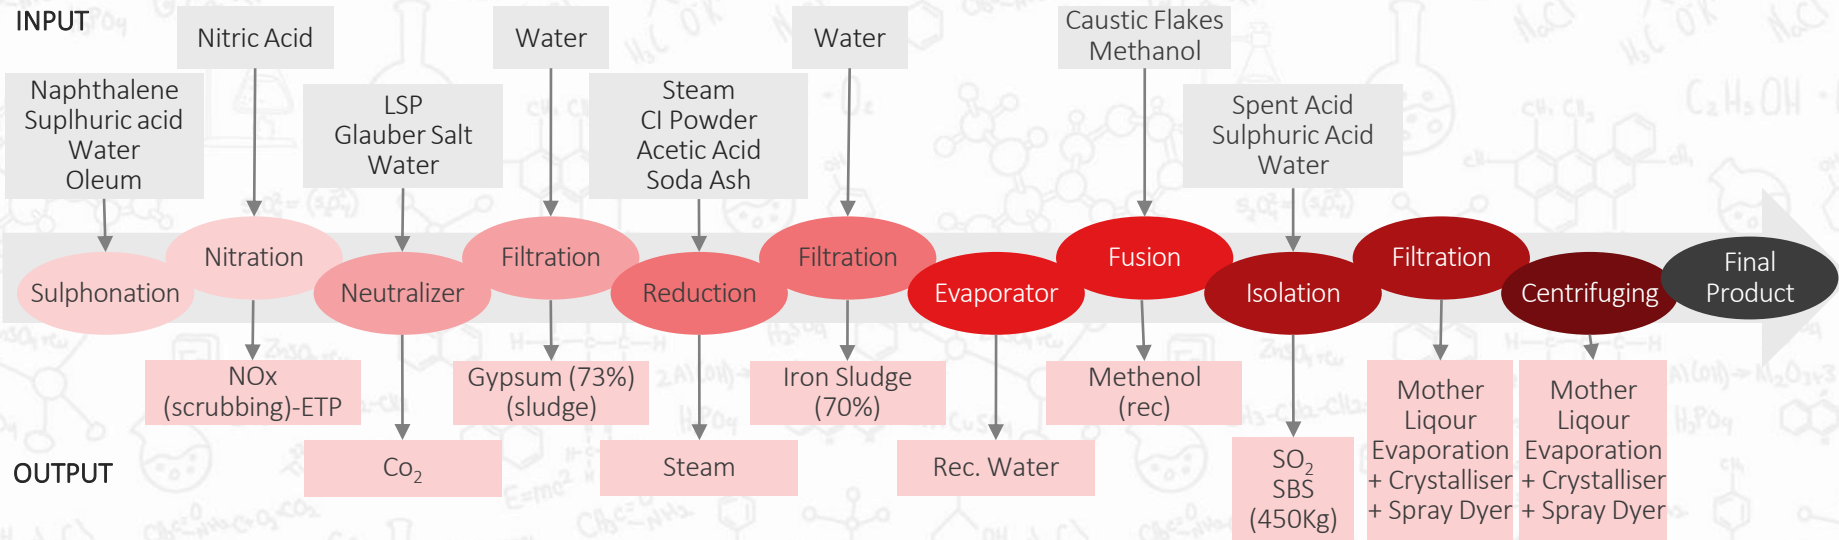 INPUT
Nitric Acid
Water
Water
Caustic Flakes
Methanol
Naphthalene
Suplhuric acid
Water
Oleum
LSP
Glauber Salt
Water
Steam
CI Powder
Acetic Acid
Soda Ash
Spent Acid
Sulphuric Acid
Water
Sulphonation
Nitration
Neutralizer
Filtration
Reduction
Filtration
Evaporator
Fusion
Isolation
Filtration
Centrifuging
Final
Product
NOx
(scrubbing)-ETP
Gypsum (73%)
(sludge)
Iron Sludge
(70%)
Methenol
(rec)
Mother
Liqour
Evaporation
+ Crystalliser
+ Spray Dyer
Mother
Liqour
Evaporation
+ Crystalliser
+ Spray Dyer
OUTPUT
Co₂
Steam
Rec. Water
SO₂
SBS
(450Kg)